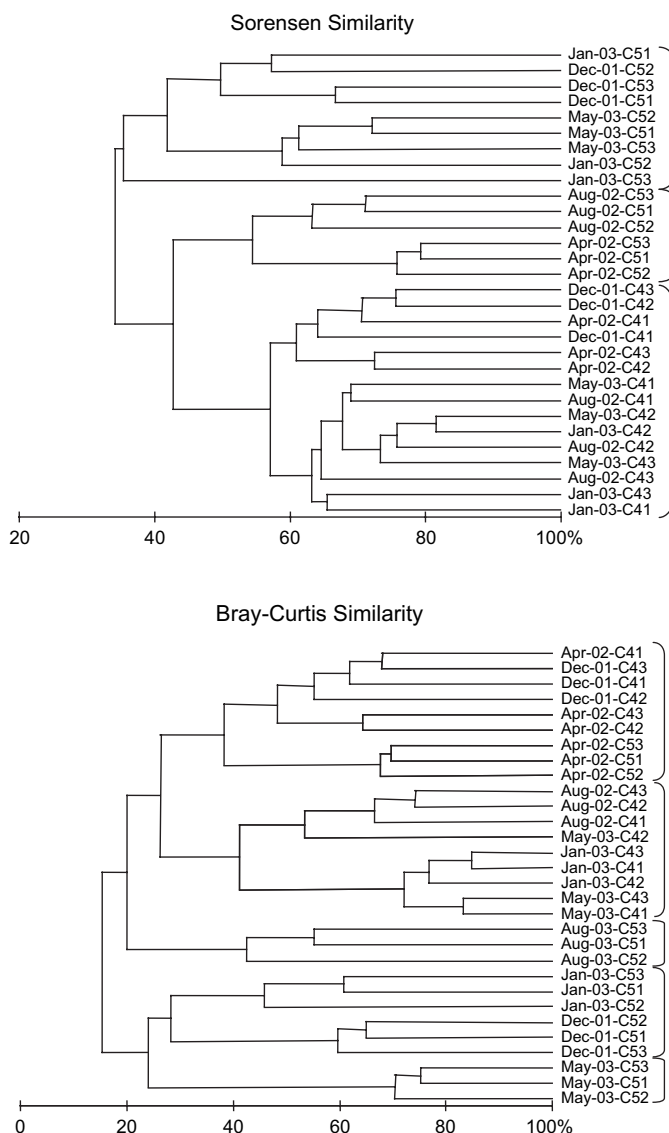 Sorensen Similarity
Jan-03-C51
Dec-01-C52
Dec-01-C53
Dec-01-C51
May-03-C52
May-03-C51
May-03-C53
Jan-03-C52
Jan-03-C53
Aug-02-C53
Aug-02-C51
Aug-02-C52
Apr-02-C53
Apr-02-C51
Apr-02-C52
Dec-01-C43
Dec-01-C42
Apr-02-C41
Dec-01-C41
Apr-02-C43
Apr-02-C42
May-03-C41
Aug-02-C41
May-03-C42
Jan-03-C42
Aug-02-C42
May-03-C43
Aug-02-C43
Jan-03-C43
Jan-03-C41
20 40 60 80 100%
Bray-Curtis Similarity
Apr-02-C41
Dec-01-C43
Dec-01-C41
Dec-01-C42
Apr-02-C43
Apr-02-C42
Apr-02-C53
Apr-02-C51
Apr-02-C52
Aug-02-C43
Aug-02-C42
Aug-02-C41
May-03-C42
Jan-03-C43
Jan-03-C41
Jan-03-C42
May-03-C43
May-03-C41
Aug-03-C53
Aug-03-C51
Aug-03-C52
Jan-03-C53
Jan-03-C51
Jan-03-C52
Dec-01-C52
Dec-01-C51
Dec-01-C53
May-03-C53
May-03-C51
May-03-C52
0 20 40 60 80 100%